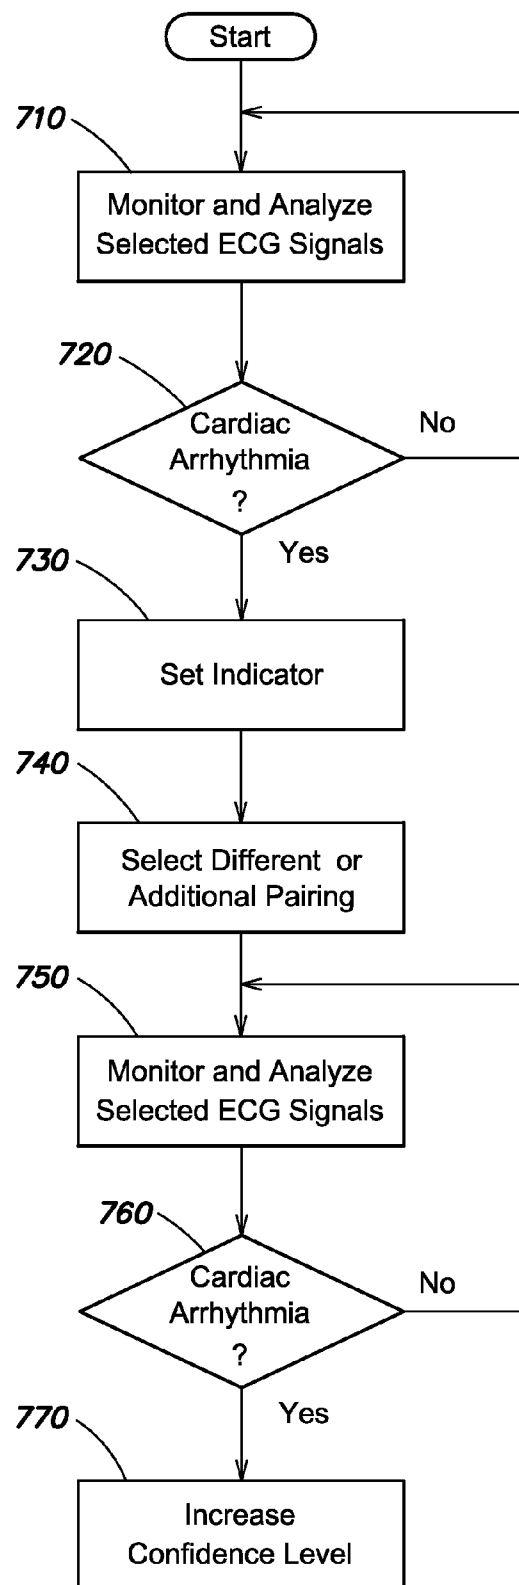 Start
710
Monitor and Analyze
Selected ECG Signals
720
Cardiac
Arrhythmia
?
No
Yes
730
Set Indicator
740
Select Different or
Additional Pairing
750
Monitor and Analyze
Selected ECG Signals
760
Cardiac
Arrhythmia
?
No
Yes
770
Increase
Confidence Level